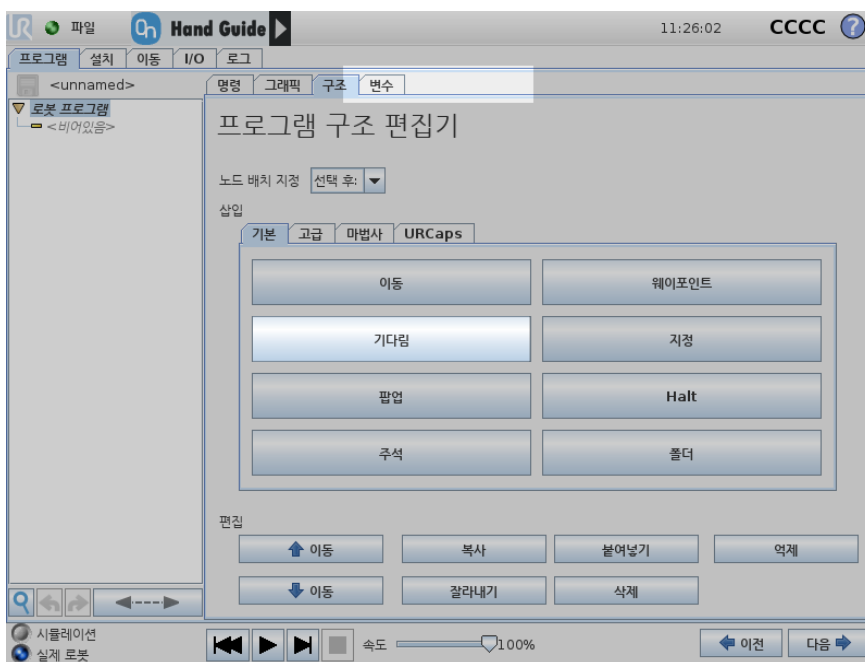 UR 파일 On Hand Guide 11:26:02 CCCC ?
프로그램 설치 이동 I/O 로그
<unnamed> 명령 그래픽 구조 변수
로봇 프로그램
<비어있음>
프로그램 구조 편집기
노드 배치 지정 선택 후:
삽입
기본 고급 마법사 URCaps
이동 웨이포인트
기다림 지정
팝업 Halt
주석 폴더
편집
이동 복사 붙여넣기 억제
이동 잘라내기 삭제
시뮬레이션
실제 로봇
속도 100% 이전 다음